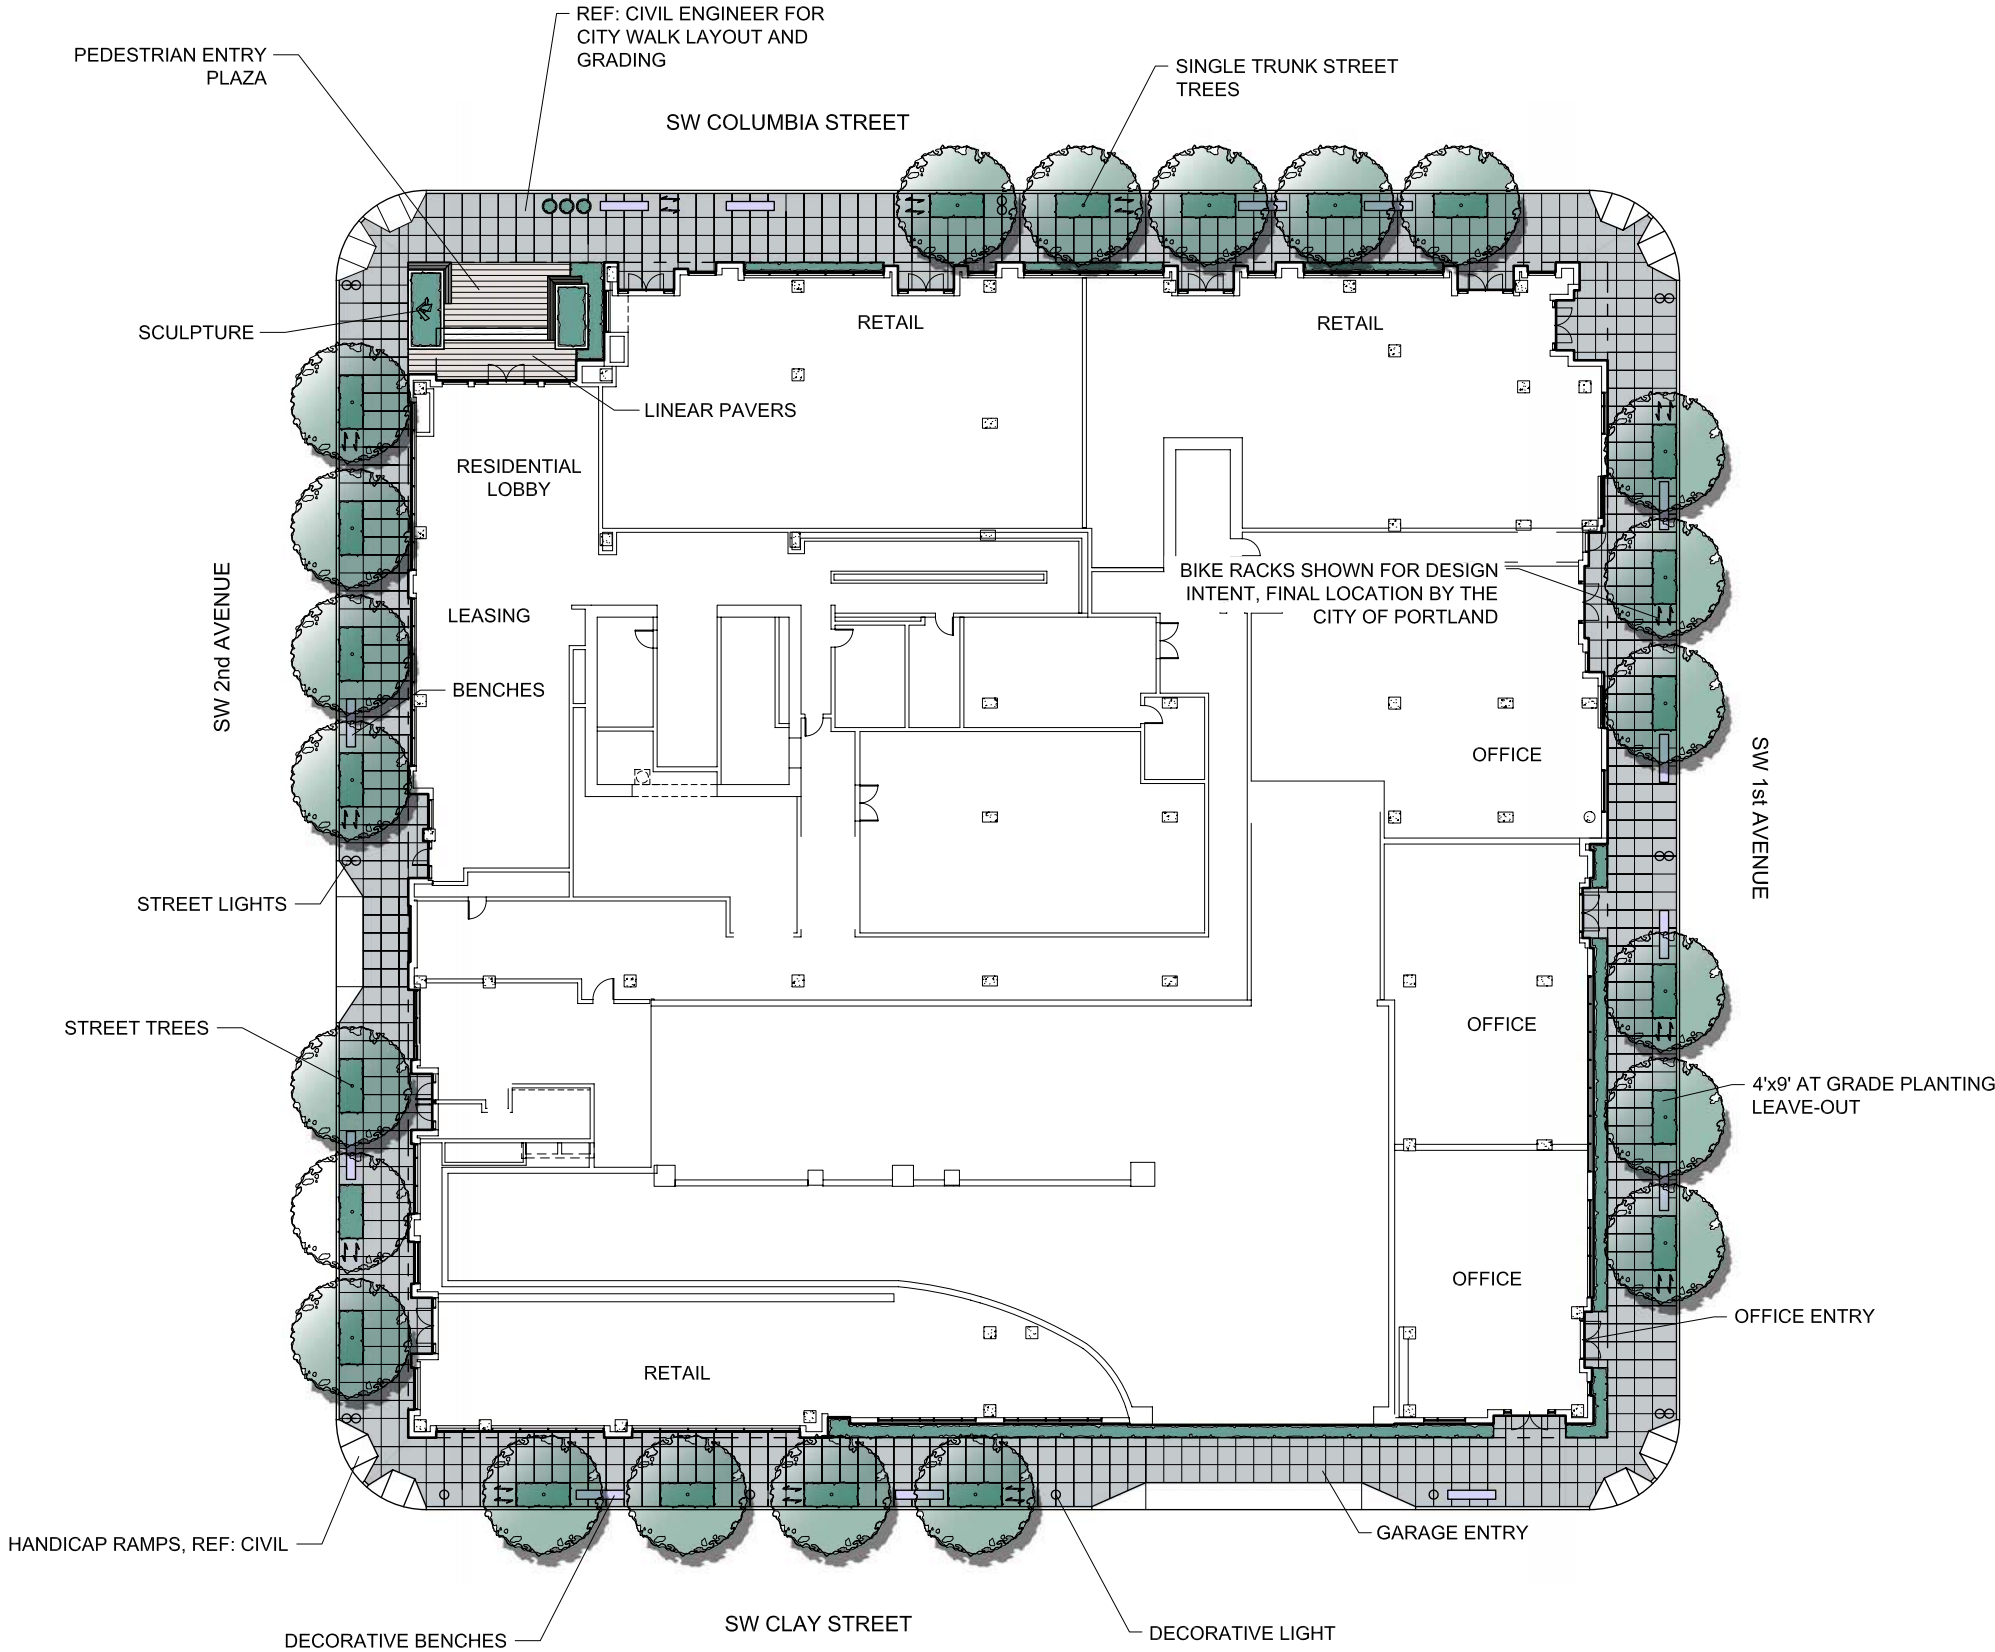 REF: CIVIL ENGINEER FOR
CITY WALK LAYOUT AND
GRADING
PEDESTRIAN ENTRY
PLAZA
SINGLE TRUNK STREET
TREES
SW COLUMBIA STREET
SCULPTURE
RETAIL
RETAIL
LINEAR PAVERS
RESIDENTIAL
LOBBY
BIKE RACKS SHOWN FOR DESIGN
INTENT, FINAL LOCATION BY THE
CITY OF PORTLAND
LEASING
SW 2nd AVENUE
BENCHES
OFFICE
SW 1st AVENUE
STREET LIGHTS
STREET TREES
OFFICE
4'x9' AT GRADE PLANTING
LEAVE-OUT
OFFICE
OFFICE ENTRY
RETAIL
GARAGE ENTRY
HANDICAP RAMPS, REF: CIVIL
SW CLAY STREET
DECORATIVE BENCHES
DECORATIVE LIGHT